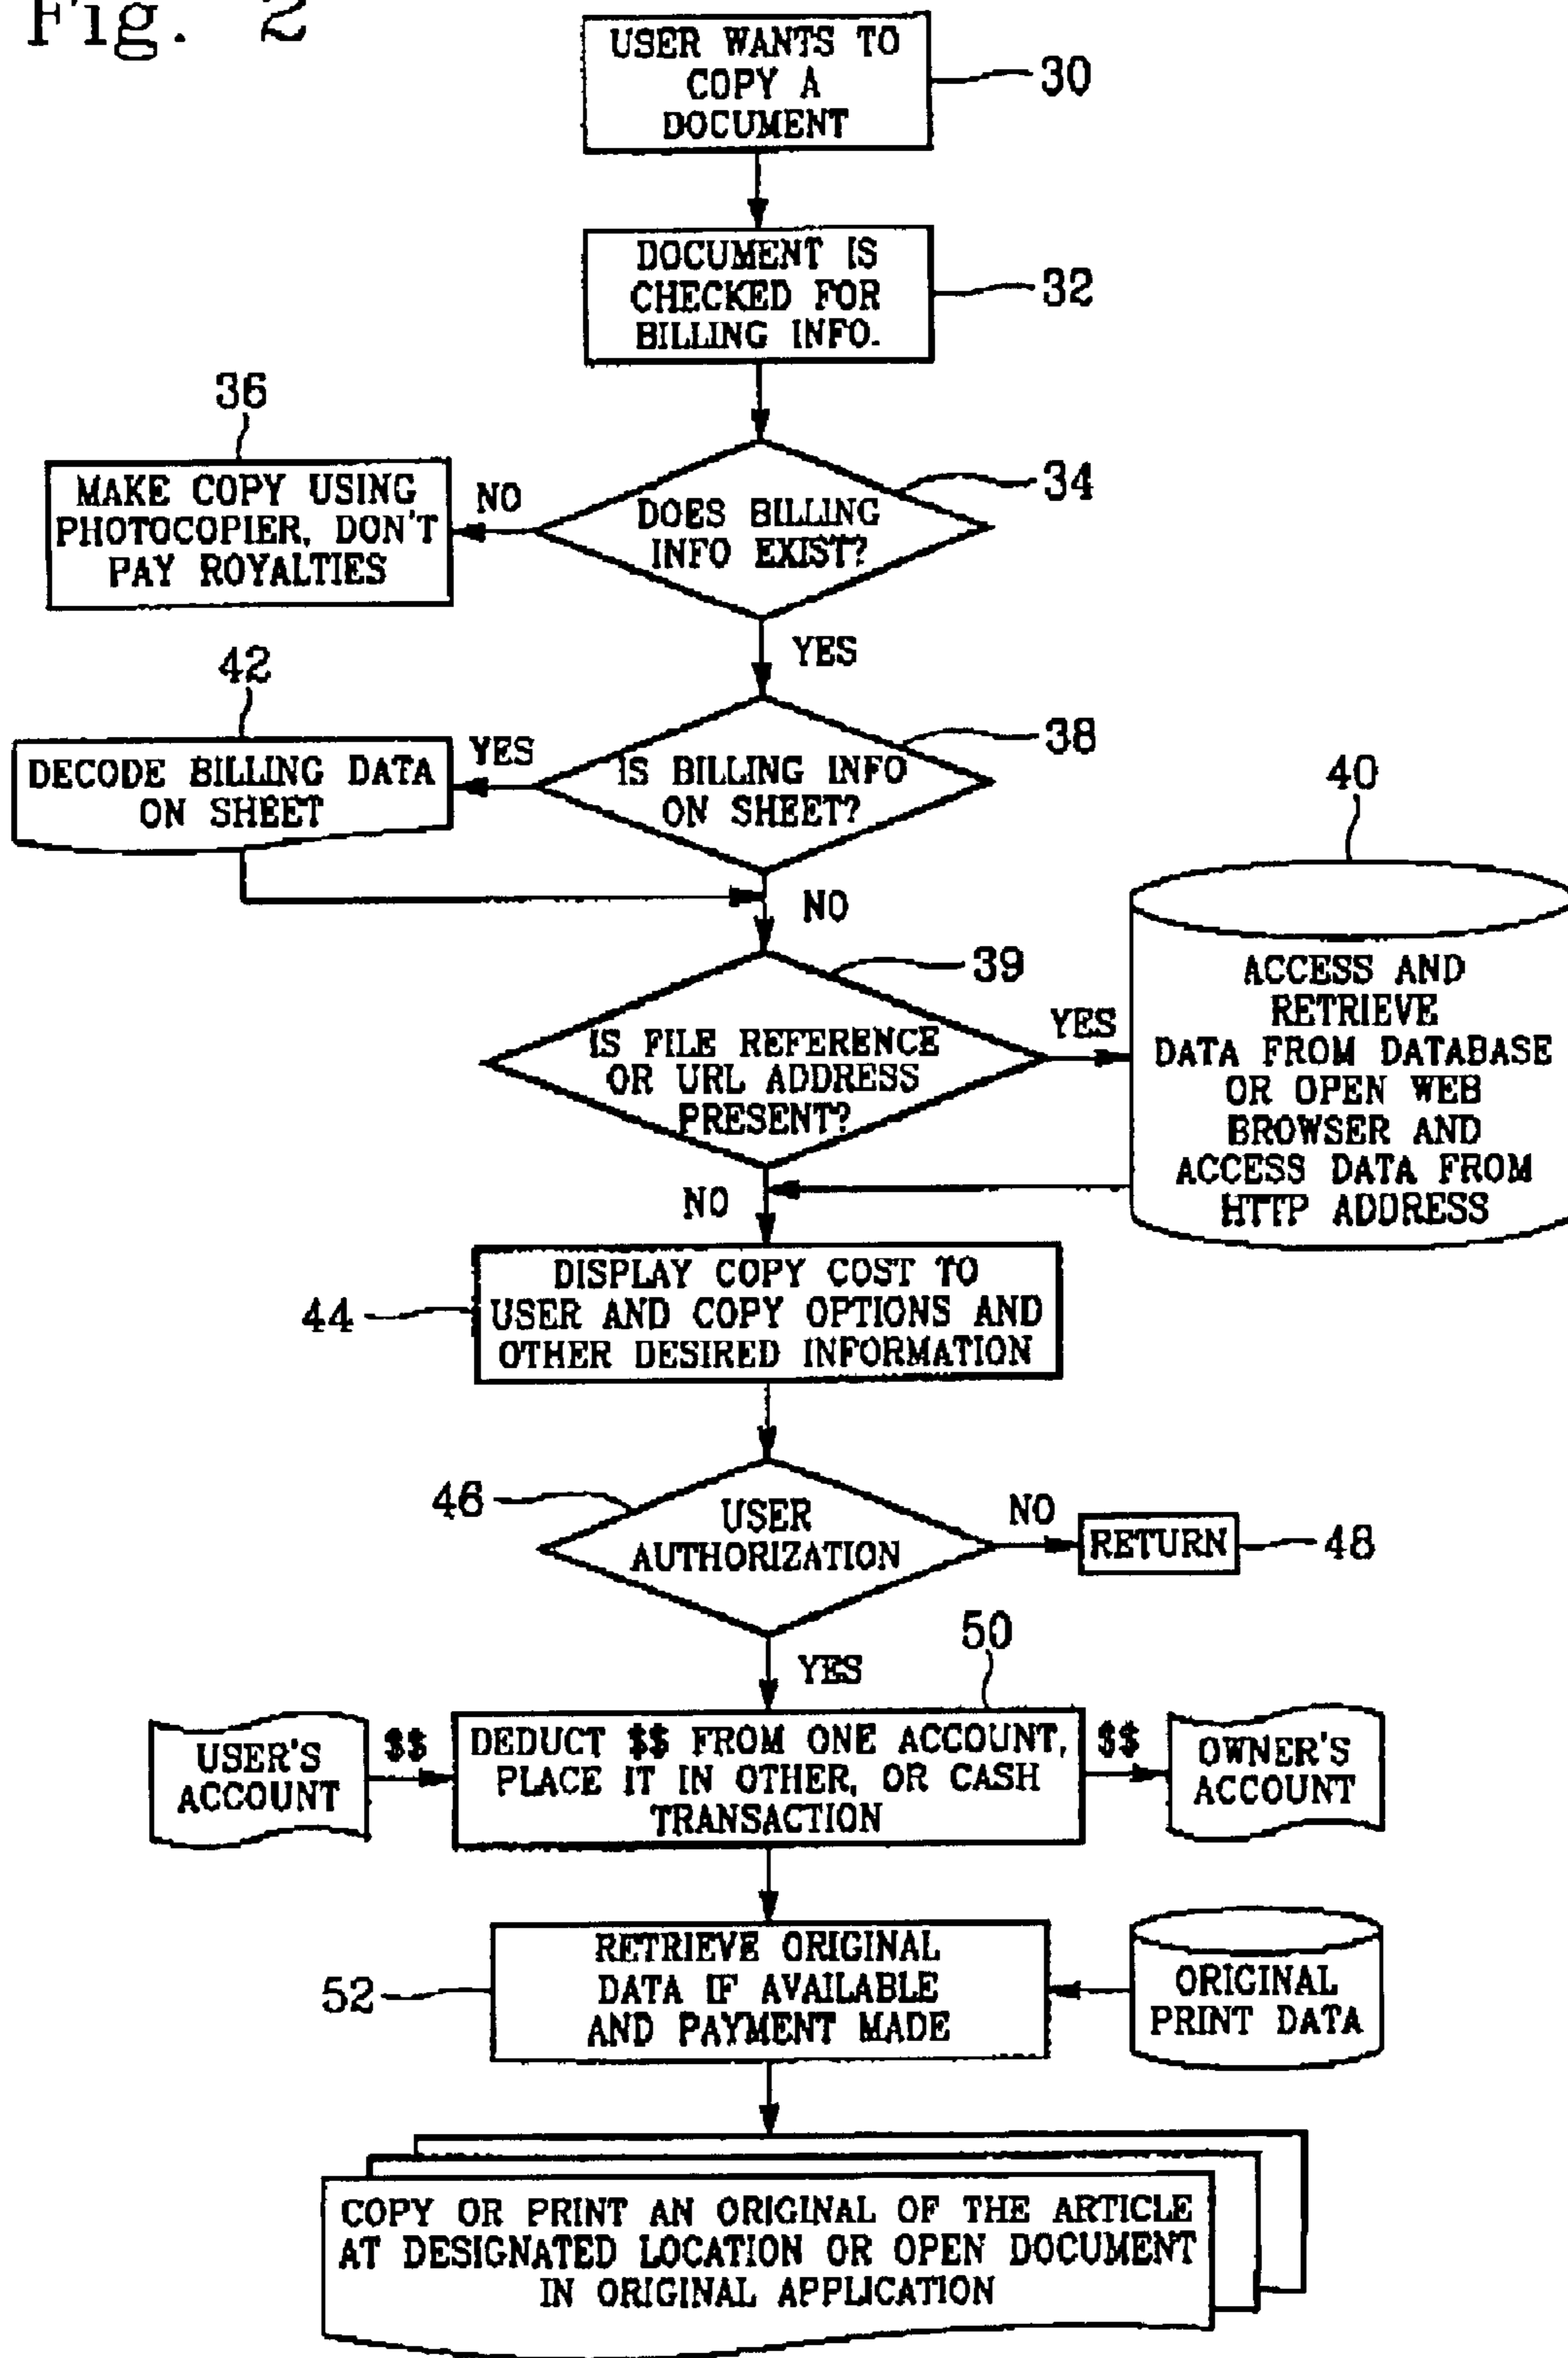 Fig. 2
USER WANTS TO
COPY A
DOCUMENT
30
DOCUMENT IS
CHECKED FOR
BILLING INFO.
32
36
MAKE COPY USING
PHOTOCOPIER, DON'T
PAY ROYALTIES
NO
DOES BILLING
INFO EXIST?
34
YES
42
DECODE BILLING DATA
ON SHEET
YES
IS BILLING INFO
ON SHEET?
38
NO
40
ACCESS AND
RETRIEVE
DATA FROM DATABASE
OR OPEN WEB
BROWSER AND
ACCESS DATA FROM
HTTP ADDRESS
39
IS FILE REFERENCE
OR URL ADDRESS
PRESENT?
YES
NO
44
DISPLAY COPY COST TO
USER AND COPY OPTIONS AND
OTHER DESIRED INFORMATION
46
USER
AUTHORIZATION
NO
RETURN
48
YES
50
USER'S
ACCOUNT
$$
DEDUCT $$ FROM ONE ACCOUNT,
PLACE IT IN OTHER, OR CASH
TRANSACTION
$$
OWNER'S
ACCOUNT
52
RETRIEVE ORIGINAL
DATA IF AVAILABLE
AND PAYMENT MADE
ORIGINAL
PRINT DATA
COPY OR PRINT AN ORIGINAL OF THE ARTICLE
AT DESIGNATED LOCATION OR OPEN DOCUMENT
IN ORIGINAL APPLICATION